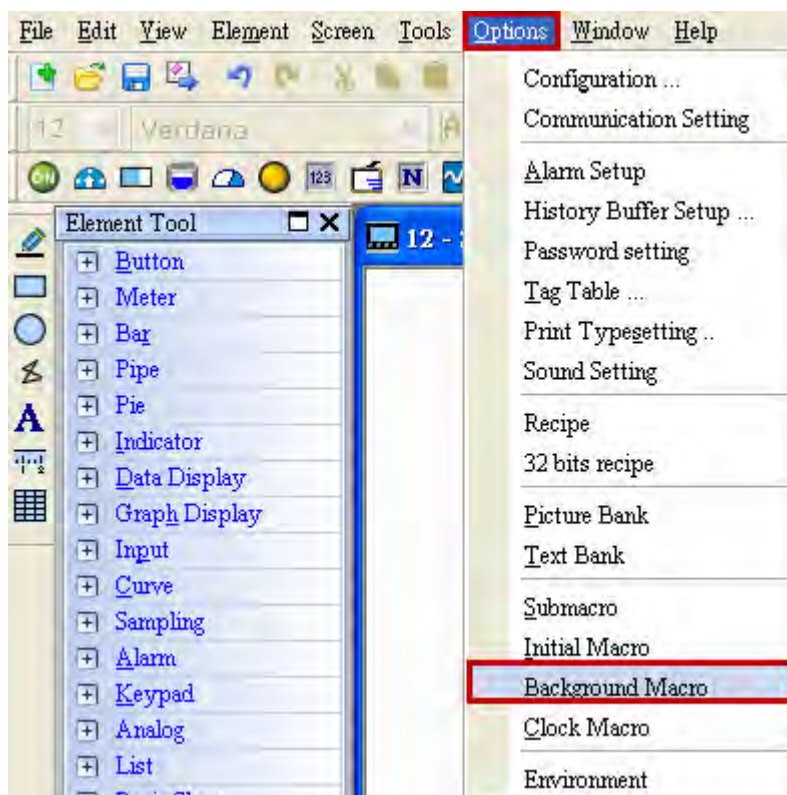 File Edit View Element Screen Tools Options Window Help
12 Verdana A
ON 123 N
Element Tool
12 -
Button
Meter
Bar
Pipe
Pie
Indicator
Data Display
Graph Display
Input
Curve
Sampling
Alarm
Keypad
Analog
List
A
Configuration ...
Communication Setting
Alarm Setup
History Buffer Setup ...
Password setting
Tag Table ...
Print Typesetting ..
Sound Setting
Recipe
32 bits recipe
Picture Bank
Text Bank
Submacro
Initial Macro
Background Macro
Clock Macro
Environment